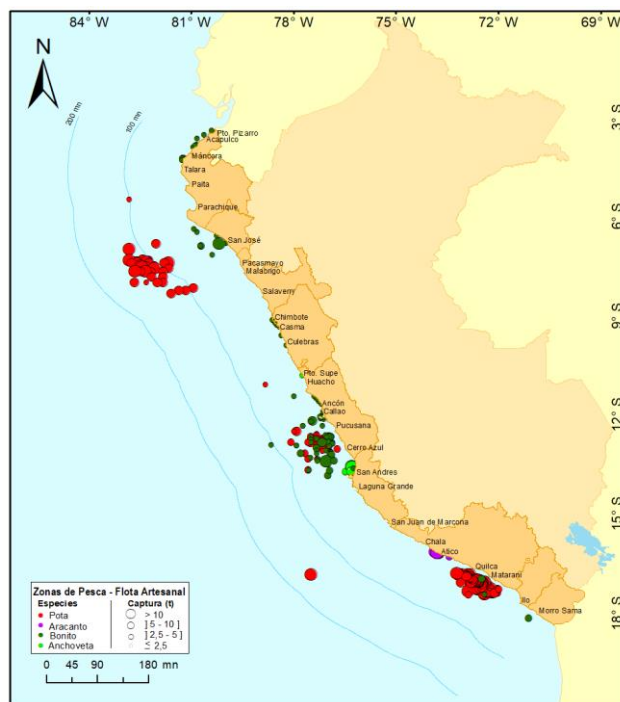 84° W 81° W 78° W 75° W 72° W 69° W
N
200 mn
100 mn
3° S
6° S
9° S
12° S
15° S
18° S
Pto. Pizarro
Acapulco
Máncora
Talara
Paita
Parachique
San José
Pacasmayo
Malabrigo
Salaverry
Chimbote
Casma
Culebras
Pto. Supe
Huacho
Ancón
Callao
Pucusana
Cerro Azul
San Andres
Laguna Grande
San Juan de Marcona
Chala
Atico
Quilca
Matarani
Ilo
Morro Sama
Zonas de Pesca - Flota Artesanal
Especies Captura (t)
Pota > 10
Aracanto ] 5 - 10 ]
Bonito ] 2,5 - 5 ]
Anchoveta ≤ 2,5
0 45 90 180 mn